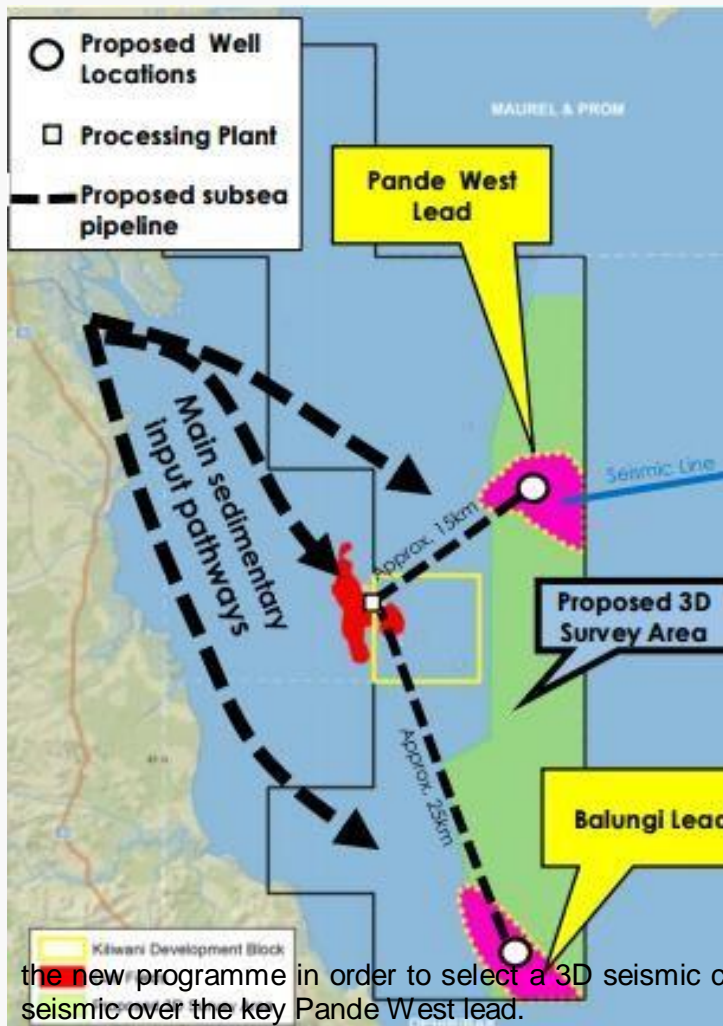 Proposed Well
Locations
Processing Plant
Proposed subsea
pipeline
MAUREL & PROM
Pande West
Lead
Main sedimentary
input pathways
Seismic Line
Approx. 15km
Proposed 3D
Survey Area
Approx. 25km
Balungi Lead
Kiliwani Development Block
the new programme in order to select a 3D seismic
seismic over the key Pande West lead.